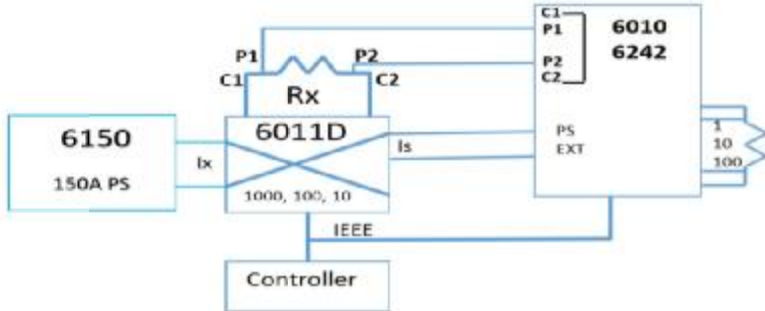 C1
P1
6010
6242
P2
C2
P1
P2
C1
C2
Rx
6150
150A PS
Ix
6011D
1000, 100, 10
Is
PS
EXT
1
10
100
IEEE
Controller